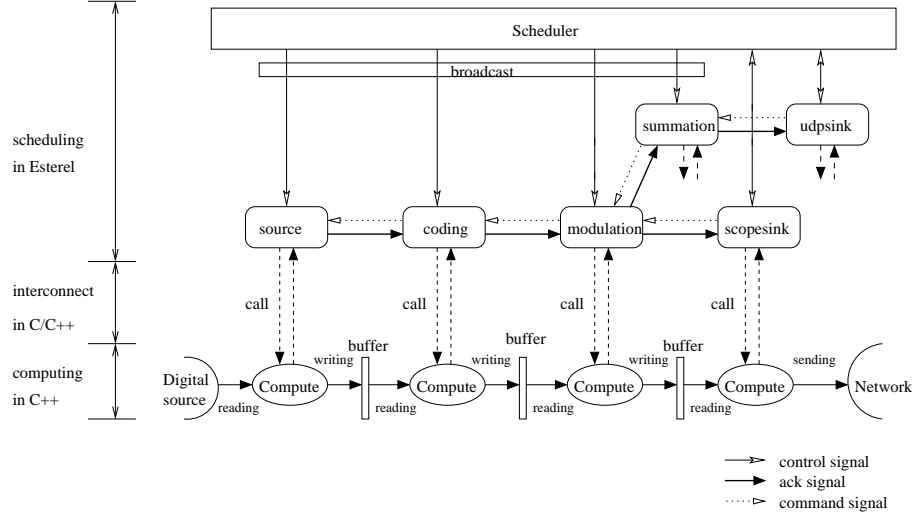 Scheduler
broadcast
summation
udpsink
scheduling
in Esterel
source
coding
modulation
scopesink
interconnect
in C/C++
call
call
call
call
computing
in C++
buffer
buffer
buffer
writing
writing
writing
sending
Digital
source
Compute
Compute
Compute
Compute
Network
reading
reading
reading
reading
control signal
ack signal
command signal